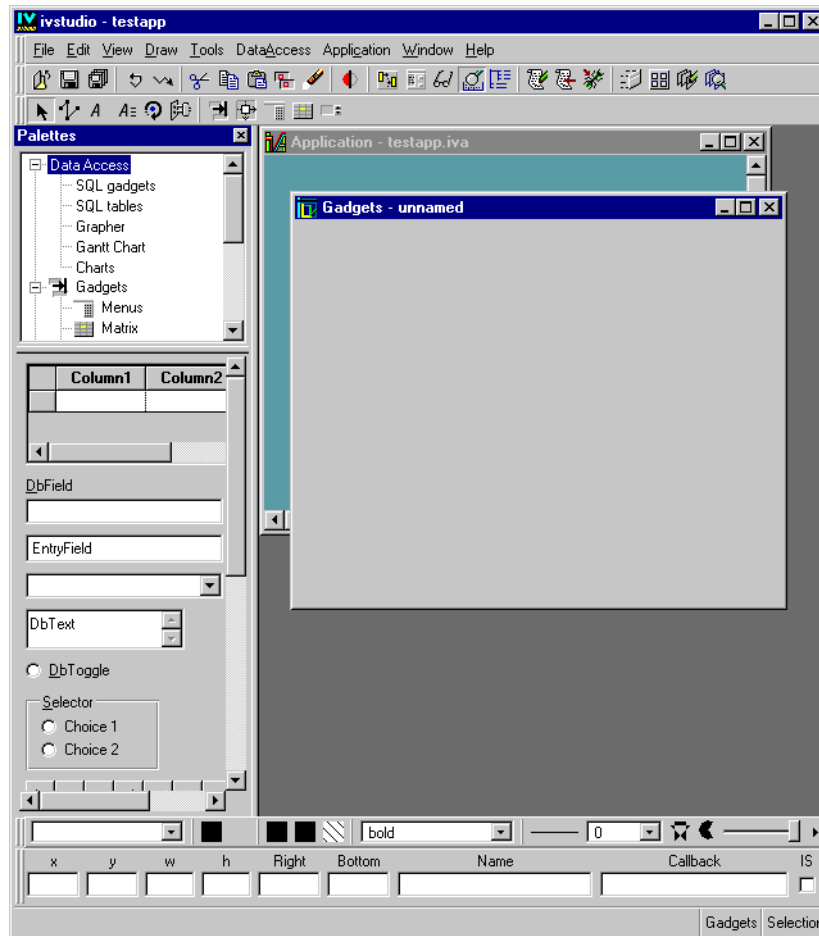 ivstudio - testapp
File Edit View Draw Tools DataAccess Application Window Help
Palettes
Application - testapp.iva
Data Access
SQL gadgets
SQL tables
Grapher
Gantt Chart
Charts
Gadgets
Menus
Matrix
Gadgets - unnamed
Column1 Column2
DbField
EntryField
DbText
DbToggle
Selector
Choice 1
Choice 2
bold 0
x y w h Right Bottom Name Callback IS
Gadgets Selection